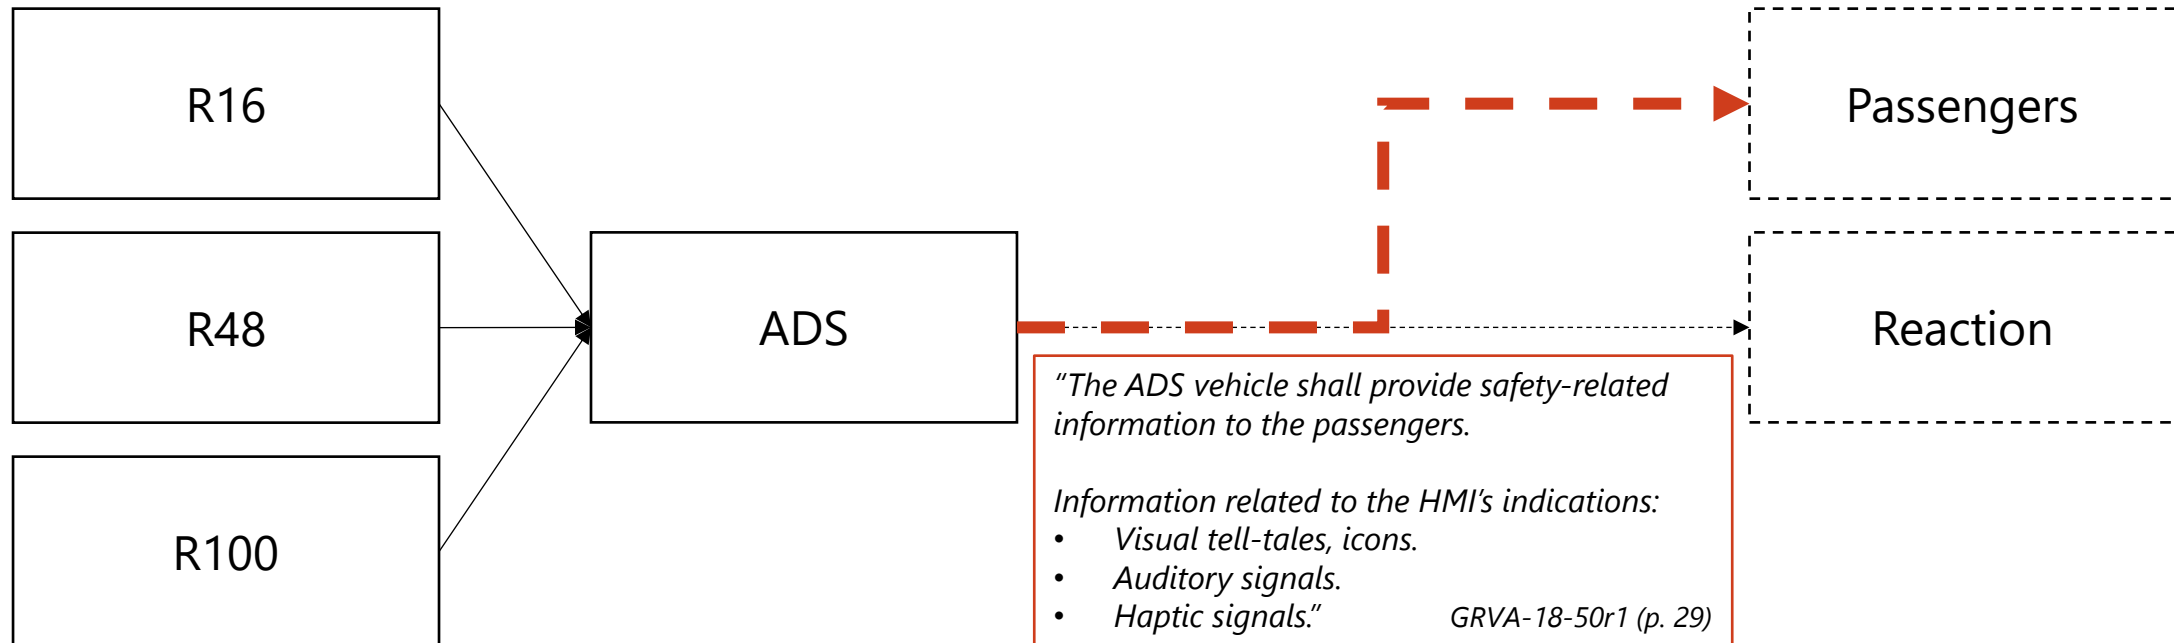 R16
Passengers
R48
ADS
Reaction
R100
“The ADS vehicle shall provide safety-related
information to the passengers.
Information related to the HMI’s indications:
• Visual tell-tales, icons.
• Auditory signals.
• Haptic signals.” GRVA-18-50r1 (p. 29)